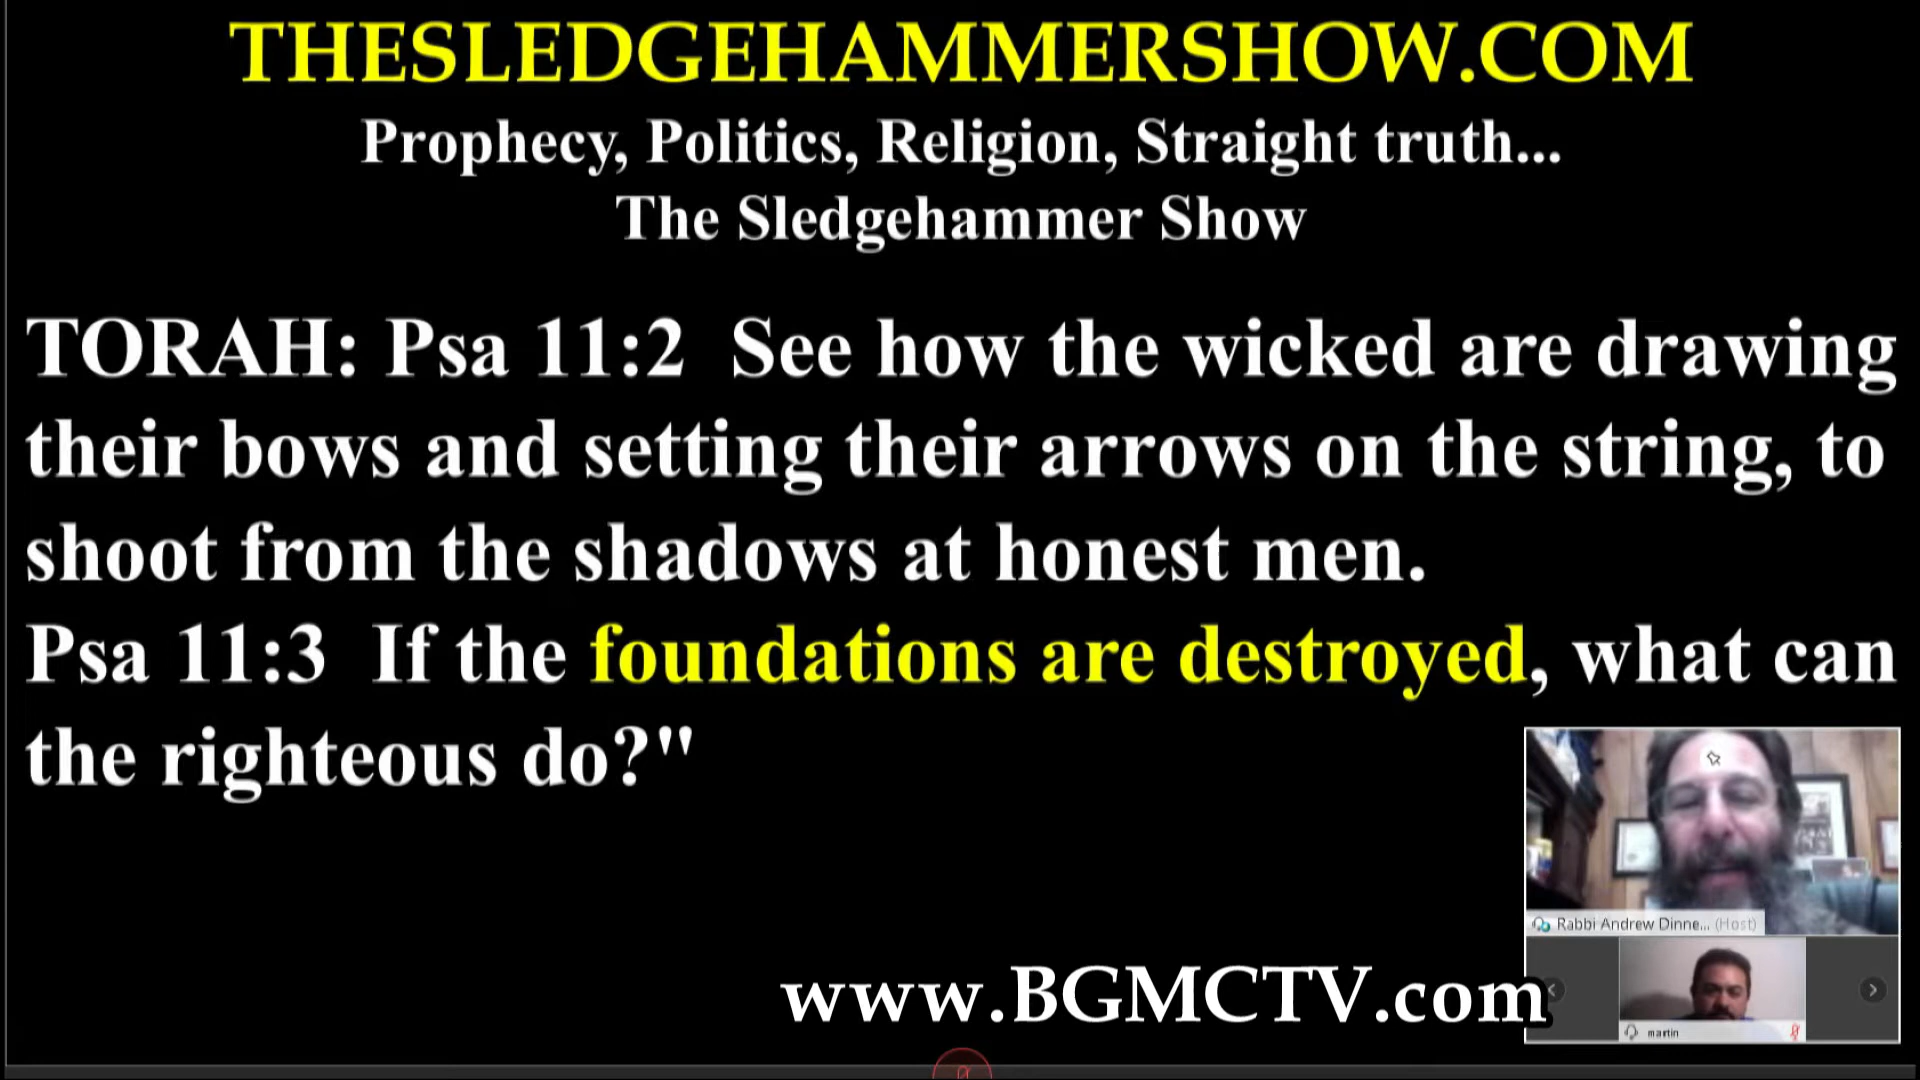 THESLEDGEHAMMERSHOW.COM
Prophecy, Politics, Religion, Straight truth...
The Sledgehammer Show
TORAH: Psa 11:2 See how the wicked are drawing
their bows and setting their arrows on the string, to
shoot from the shadows at honest men.
Psa 11:3 If the foundations are destroyed, what can
the righteous do?"
Rabbi Andrew Dinne... (Host)
www.BGMCTV.com
martin